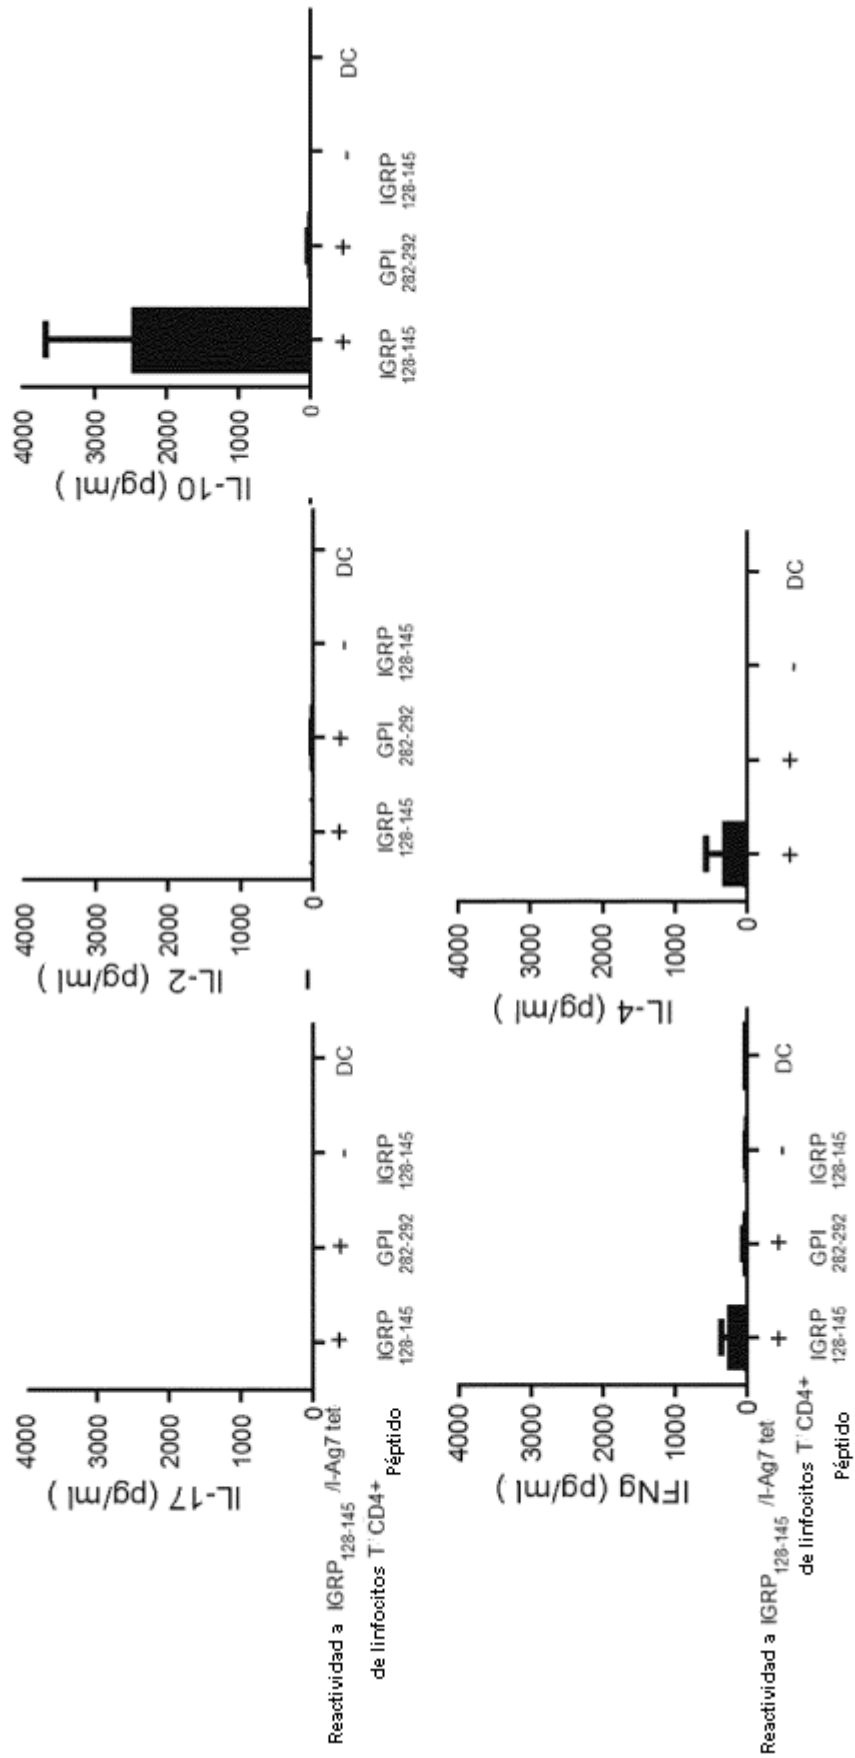 IL-17 (pg/ml )
4000
3000
2000
1000
0
Reactividad a IGRP128-145 /I-Ag7 tet
de linfocitos T CD4+
+ + - DC
Péptido
IGRP GPI IGRP
128-145 282-292 128-145
IL-2 (pg/ml )
4000
3000
2000
1000
0
+ + - DC
IGRP GPI IGRP
128-145 282-292 128-145
IL-10 (pg/ml )
4000
3000
2000
1000
0
+ + - DC
IGRP GPI IGRP
128-145 282-292 128-145
IFNg (pg/ml )
4000
3000
2000
1000
0
Reactividad a IGRP128-145 /I-Ag7 tet
de linfocitos T CD4+
+ + - DC
Péptido
IGRP GPI IGRP
128-145 282-292 128-145
IL-4 (pg/ml )
4000
3000
2000
1000
0
+ + - DC